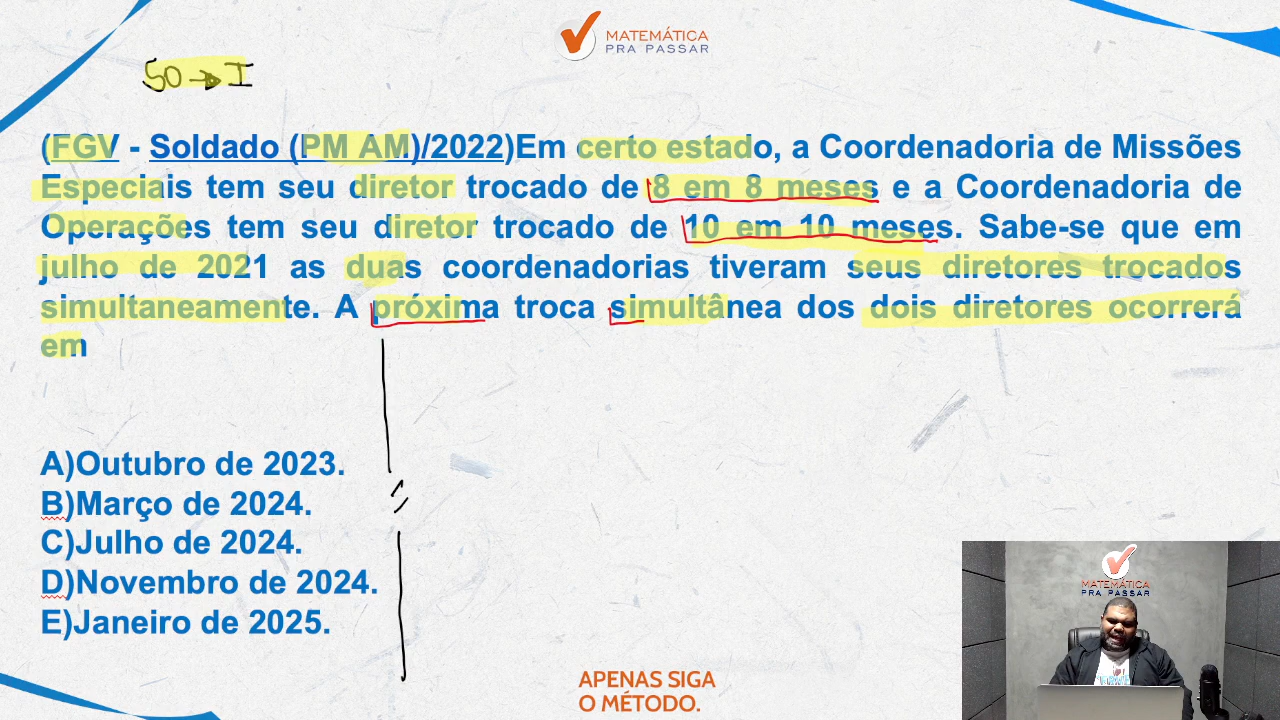 MATEMÁTICA
PRA PASSAR
50 → I
(FGV - Soldado (PM AM)/2022)Em certo estado, a Coordenadoria de Missões
Especiais tem seu diretor trocado de 8 em 8 meses e a Coordenadoria de
Operações tem seu diretor trocado de 10 em 10 meses. Sabe-se que em
julho de 2021 as duas coordenadorias tiveram seus diretores trocados
simultaneamente. A próxima troca simultânea dos dois diretores ocorrerá
em
A)Outubro de 2023.
B)Março de 2024.
C)Julho de 2024.
D)Novembro de 2024.
E)Janeiro de 2025.
MATEMÁTICA
PRA PASSAR
APENAS SIGA
O MÉTODO.